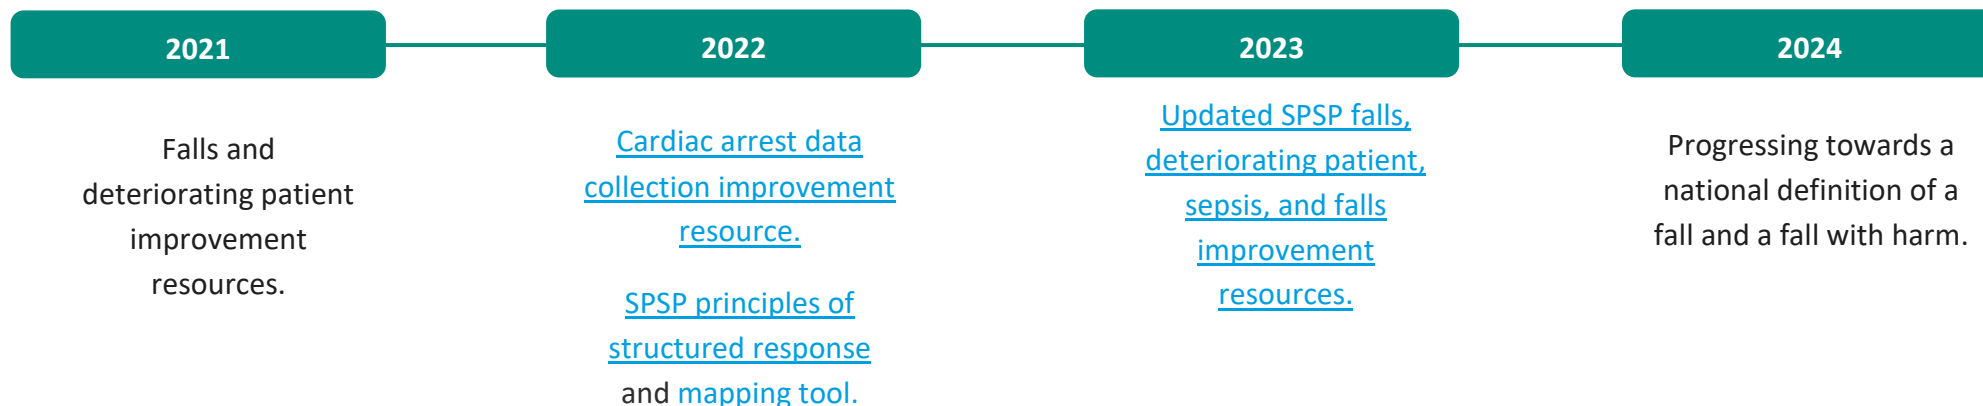 2021
Falls and
deteriorating patient
improvement
resources.
2022
Cardiac arrest data
collection improvement
resource.
SPSP principles of
structured response
and mapping tool.
2023
Updated SPSP falls,
deteriorating patient,
sepsis, and falls
improvement
resources.
2024
Progressing towards a
national definition of a
fall and a fall with harm.